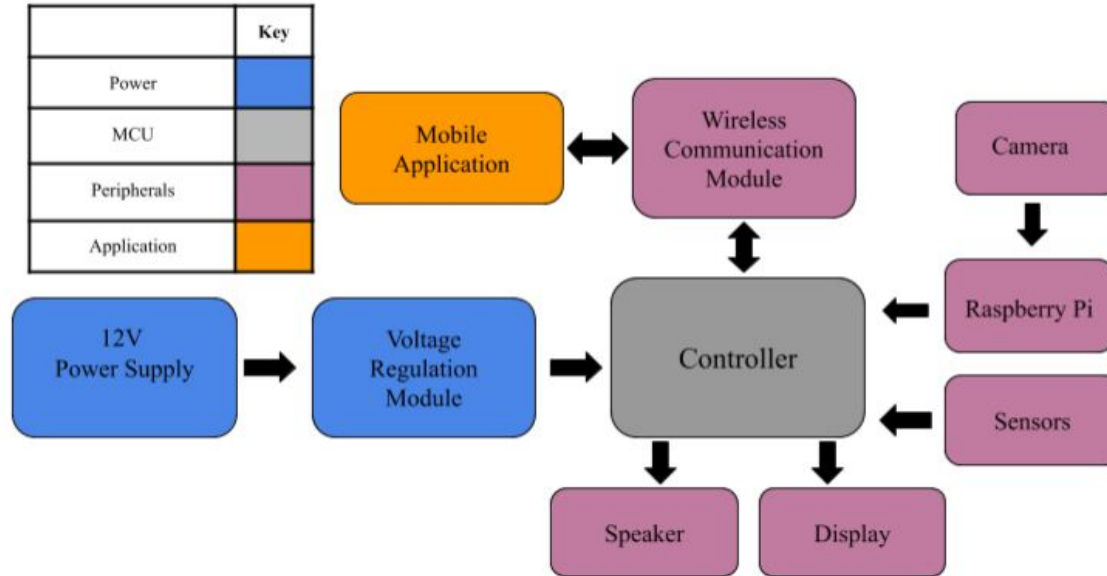 Key
Power
MCU
Peripherals
Application
Mobile
Application
Wireless
Communication
Module
Camera
12V
Power Supply
Voltage
Regulation
Module
Controller
Raspberry Pi
Sensors
Speaker
Display